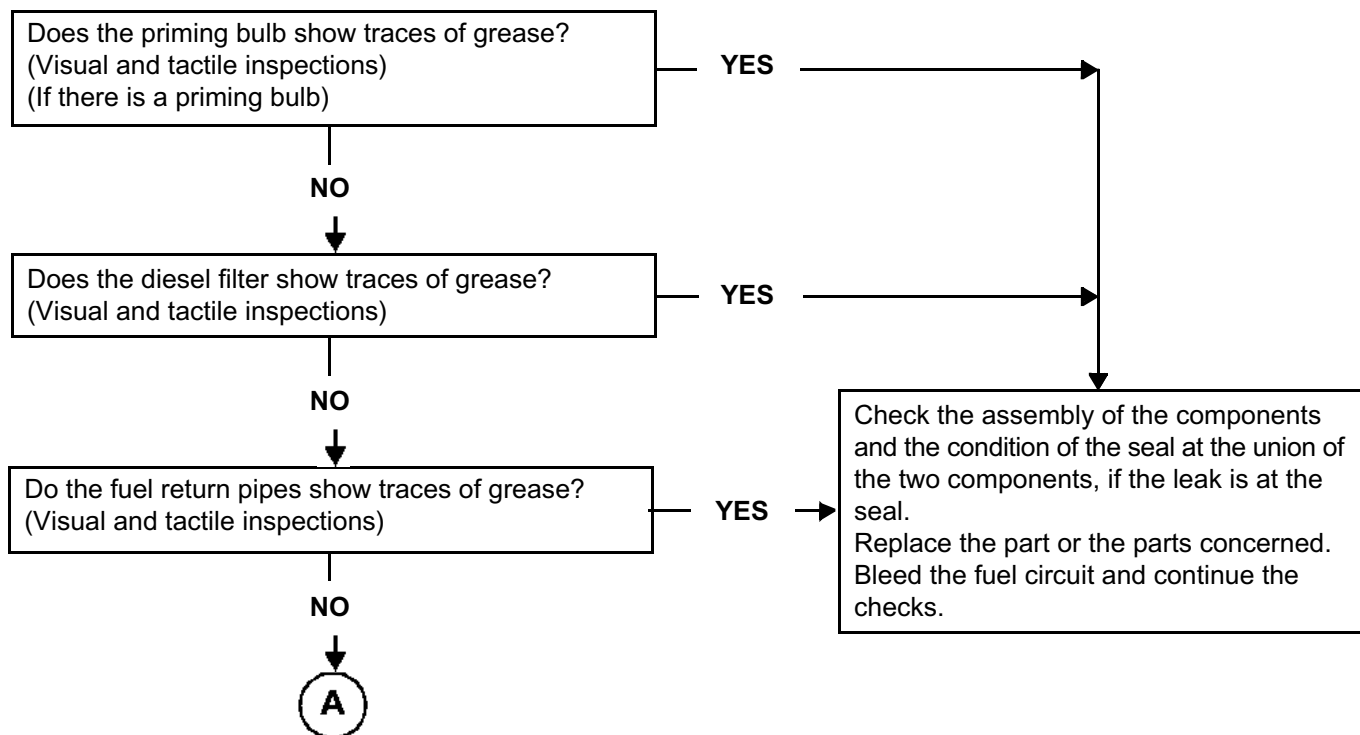 Does the priming bulb show traces of grease?
(Visual and tactile inspections)
(If there is a priming bulb)
YES
NO
Does the diesel filter show traces of grease?
(Visual and tactile inspections)
YES
NO
Do the fuel return pipes show traces of grease?
(Visual and tactile inspections)
YES
Check the assembly of the components
and the condition of the seal at the union of
the two components, if the leak is at the
seal.
Replace the part or the parts concerned.
Bleed the fuel circuit and continue the
checks.
NO
A